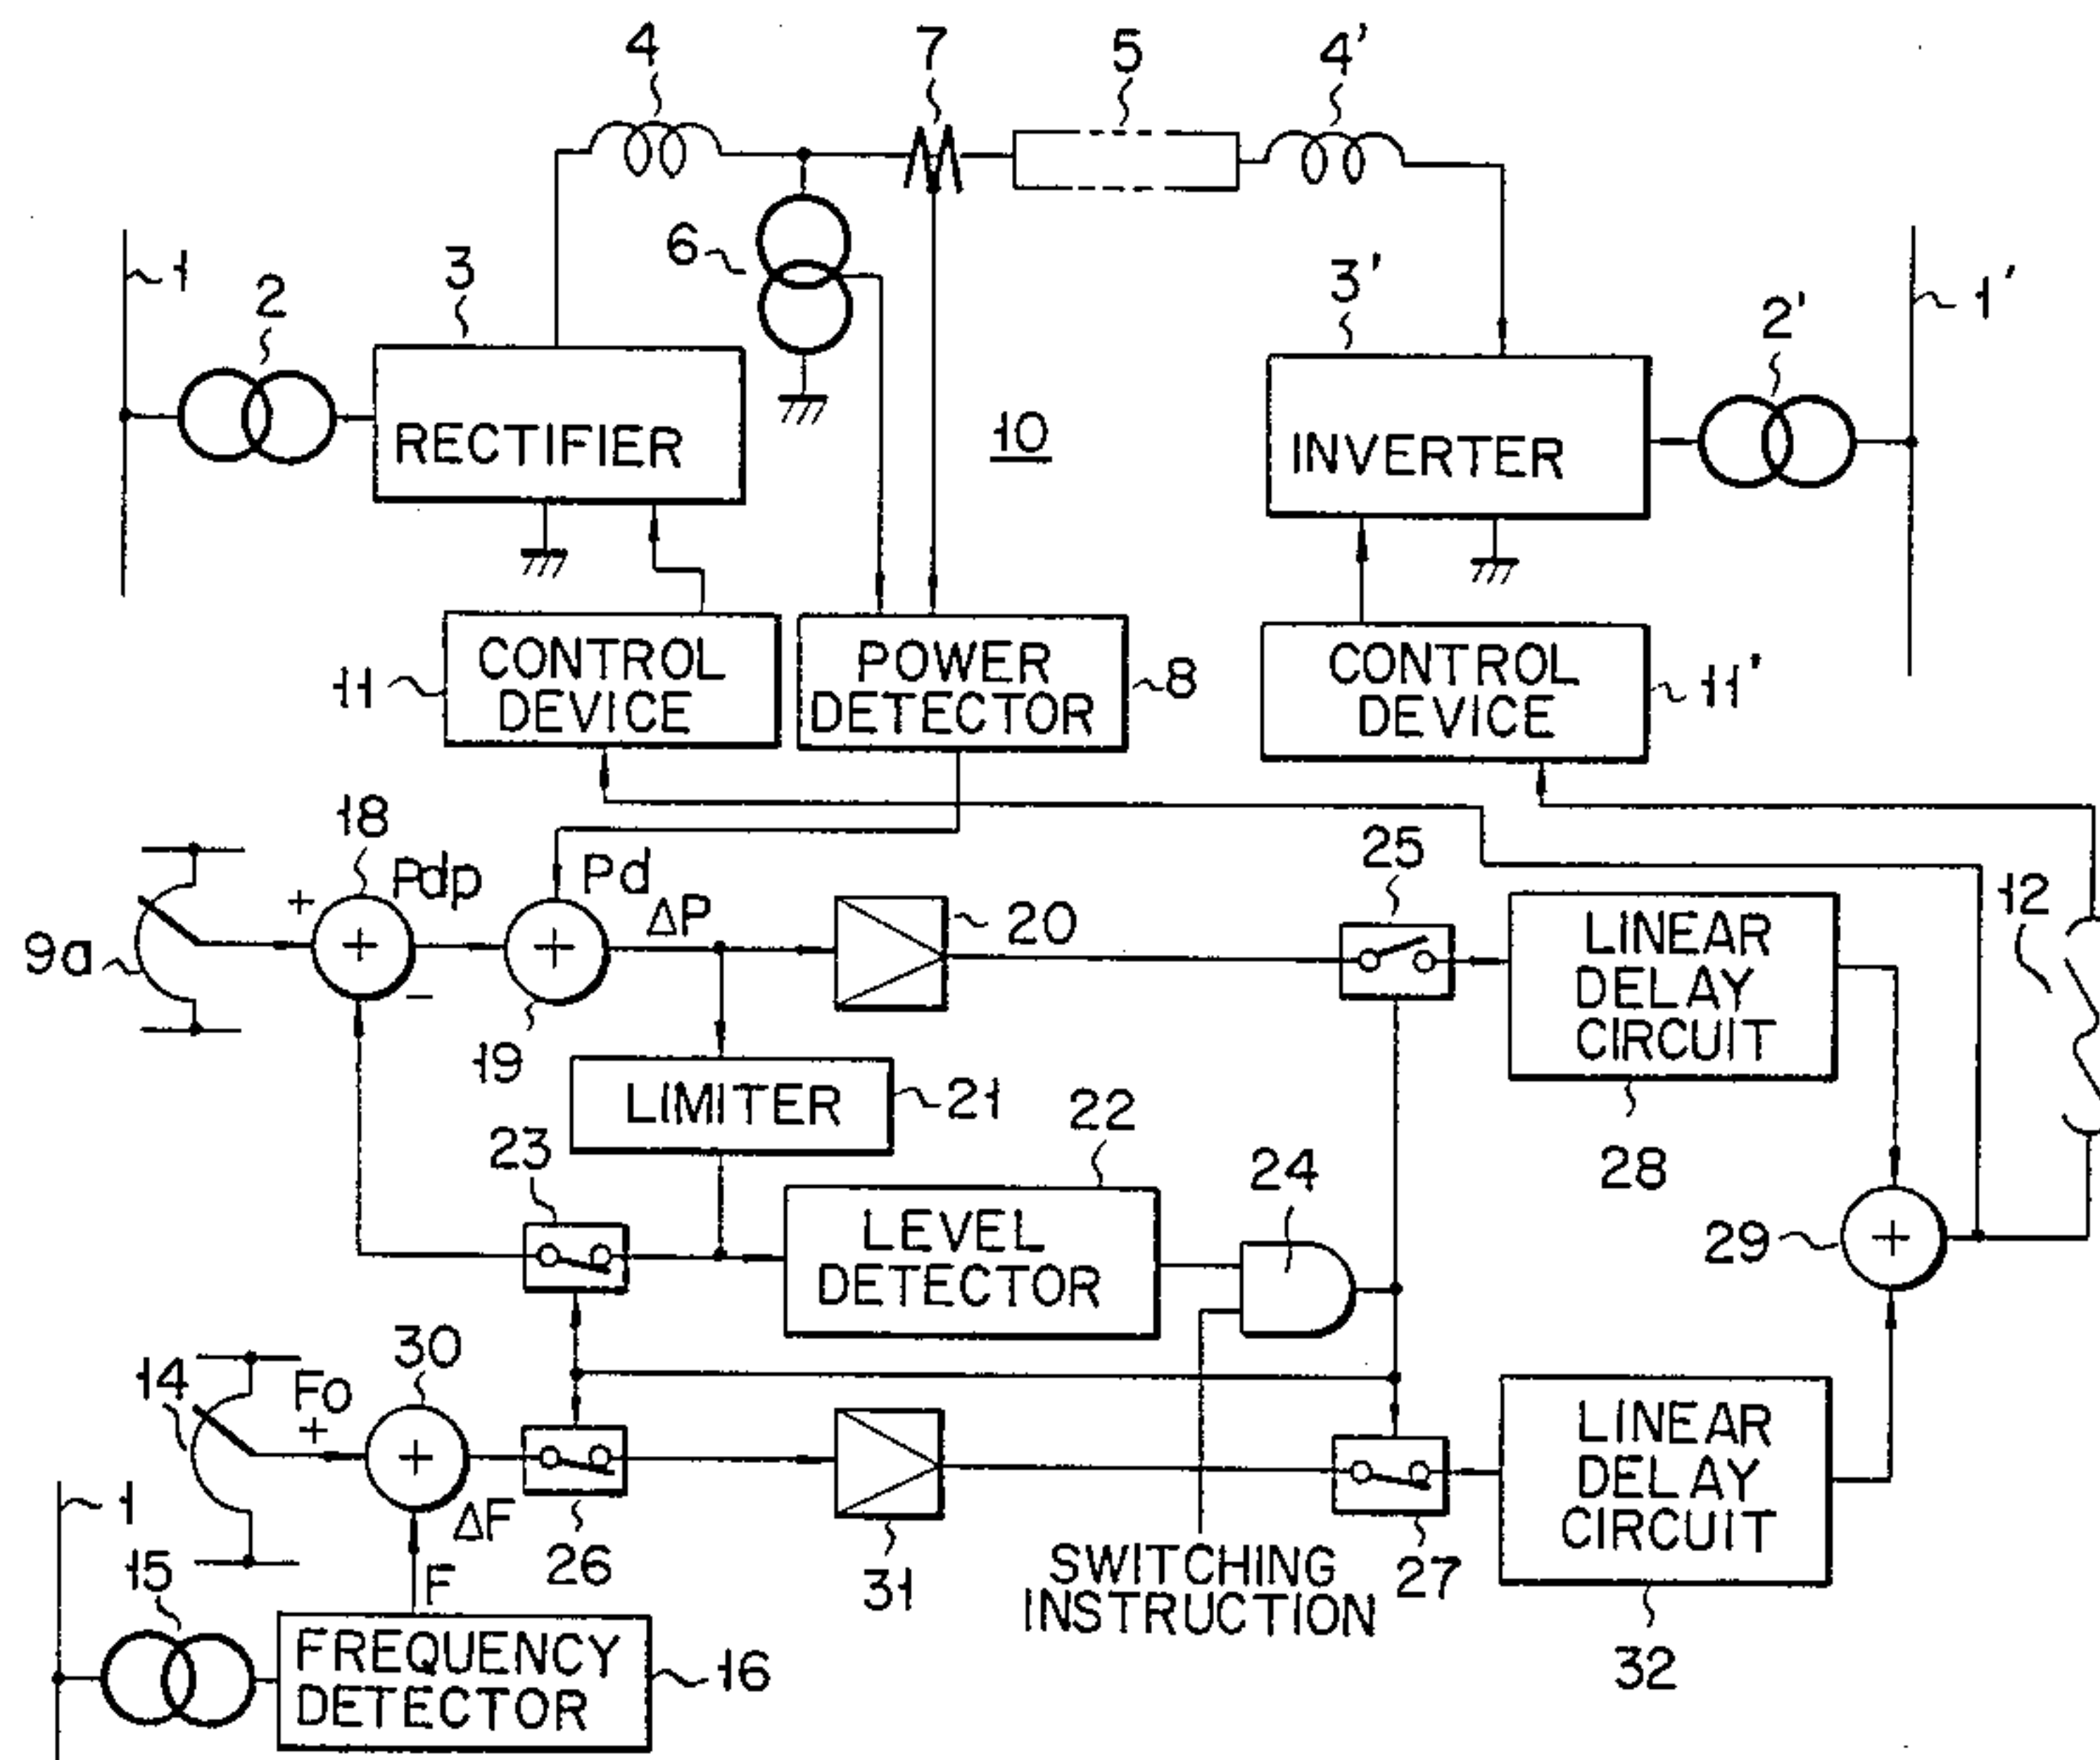 4
7
5
4'
1
2
3
6
3'
2'
1'
RECTIFIER
10
INVERTER
11
CONTROL
DEVICE
POWER
DETECTOR
8
CONTROL
DEVICE
11'
18
Pdp
Pd
ΔP
25
12
+
+
+
9a
−
20
LINEAR
DELAY
CIRCUIT
19
LIMITER
21
22
23
24
28
LEVEL
DETECTOR
29
+
30
14
Fo
+
+
LINEAR
DELAY
CIRCUIT
1
ΔF
26
31
27
15
F
SWITCHING
INSTRUCTION
32
FREQUENCY
DETECTOR
16